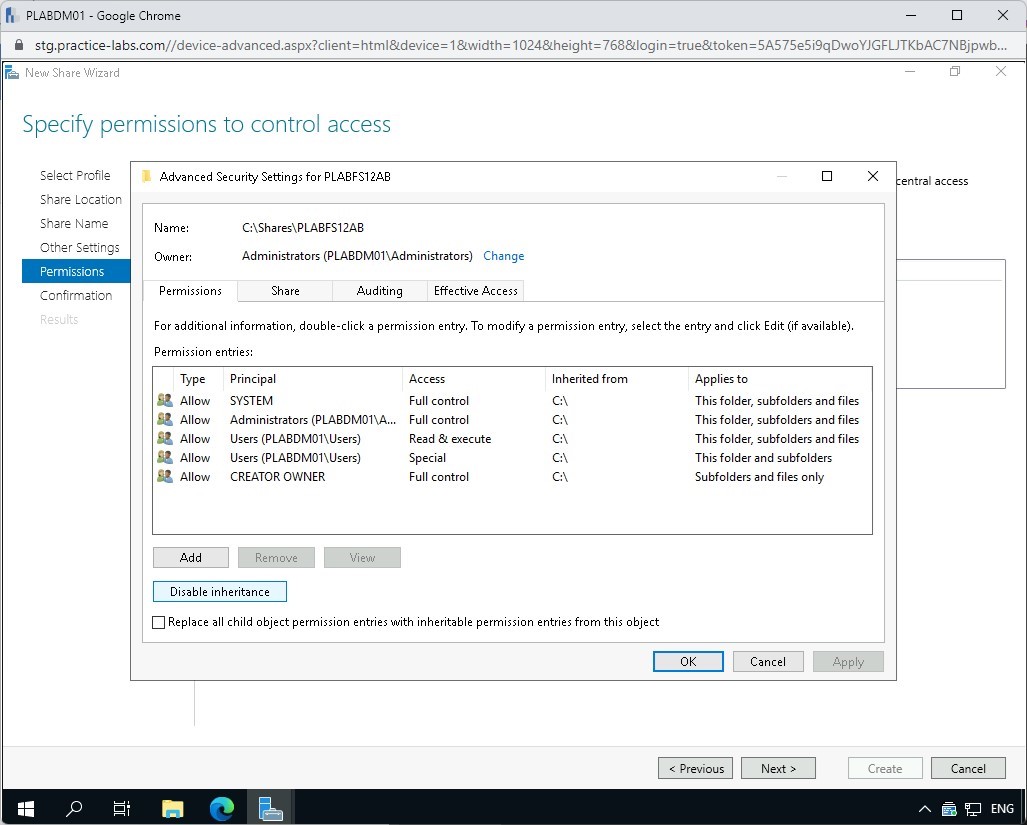 PLABDM01 - Google Chrome
stg.practice-labs.com//device-advanced.aspx?client=html&device=1&width=1024&height=768&login=true&token=5A575e5i9qDwoYJGFLJTKbAC7NBjpwb...
New Share Wizard
Specify permissions to control access
Select Profile
Share Location
Share Name
Other Settings
Permissions
Confirmation
Results
central access
Advanced Security Settings for PLABFS12AB
Name: C:\Shares\PLABFS12AB
Owner: Administrators (PLABDM01\Administrators) Change
Permissions Share Auditing Effective Access
For additional information, double-click a permission entry. To modify a permission entry, select the entry and click Edit (if available).
Permission entries:
Type Principal Access Inherited from Applies to
Allow SYSTEM Full control C:\ This folder, subfolders and files
Allow Administrators (PLABDM01\A... Full control C:\ This folder, subfolders and files
Allow Users (PLABDM01\Users) Read & execute C:\ This folder, subfolders and files
Allow Users (PLABDM01\Users) Special C:\ This folder and subfolders
Allow CREATOR OWNER Full control C:\ Subfolders and files only
Add Remove View
Disable inheritance
Replace all child object permission entries with inheritable permission entries from this object
OK Cancel Apply
< Previous Next > Create Cancel
ENG